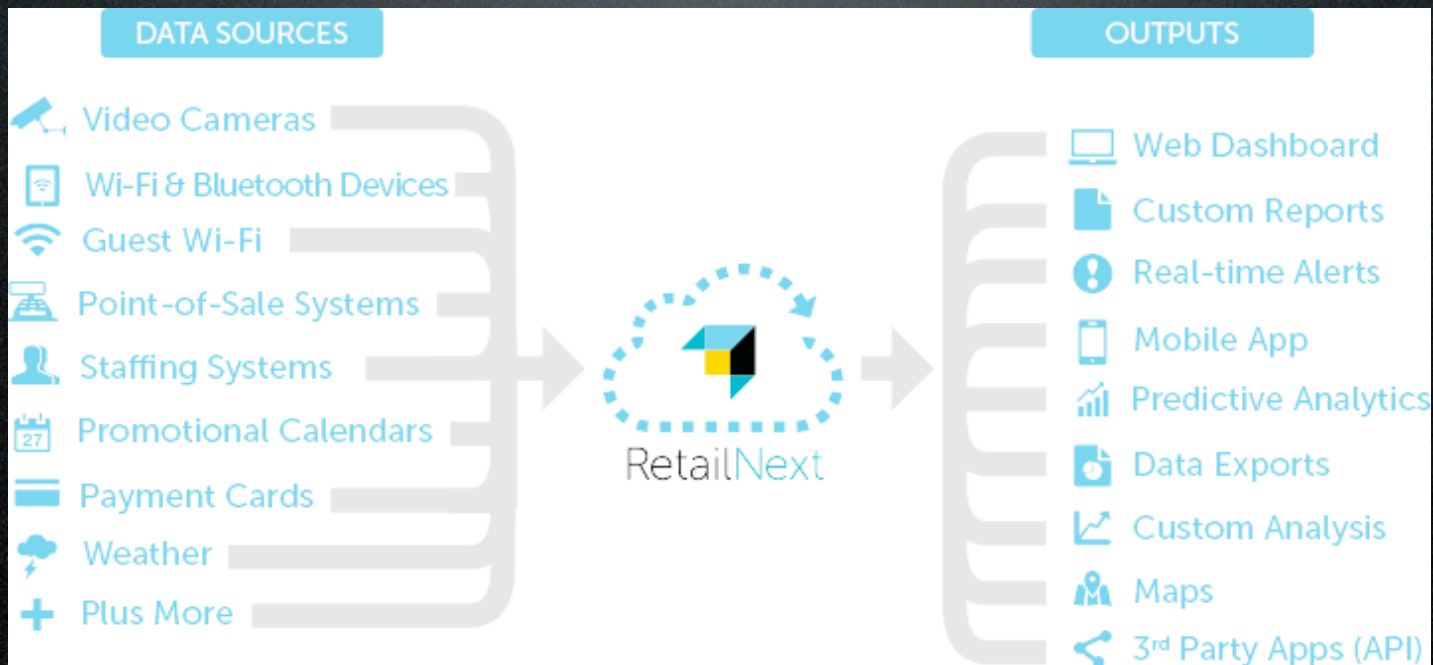 DATA SOURCES
Video Cameras
Wi-Fi & Bluetooth Devices
Guest Wi-Fi
Point-of-Sale Systems
Staffing Systems
27
Promotional Calendars
Payment Cards
Weather
Plus More
RetailNext
OUTPUTS
Web Dashboard
Custom Reports
Real-time Alerts
Mobile App
Predictive Analytics
Data Exports
Custom Analysis
Maps
3rd Party Apps (API)